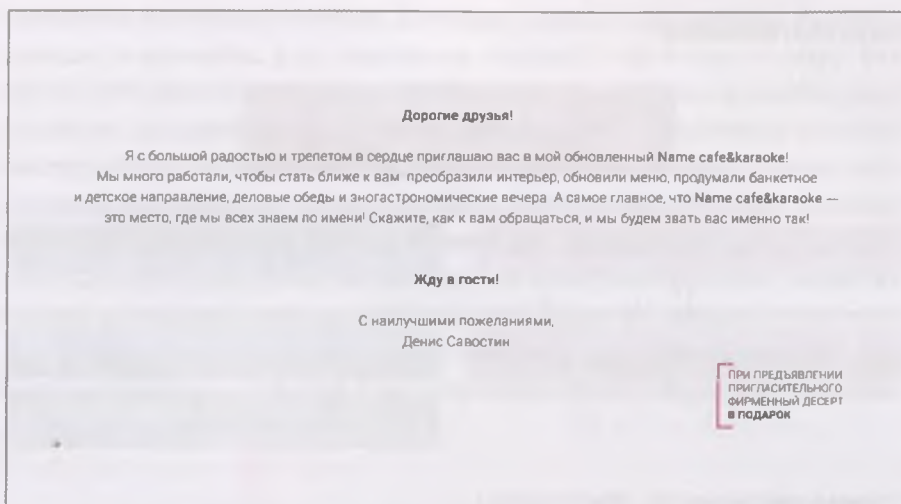 Дорогие друзья!
Я с большой радостью и трепетом в сердце приглашаю вас в мой обновленный Name cafe&karaoke!
Мы много работали, чтобы стать ближе к вам: преобразили интерьер, обновили меню, продумали банкетное
и детское направление, деловые обеды и эногастрономические вечера. А самое главное, что Name cafe&karaoke —
это место, где мы всех знаем по имени! Скажите, как к вам обращаться, и мы будем звать вас именно так!
Жду в гости!
С наилучшими пожеланиями,
Денис Савостин
ПРИ ПРЕДЪЯВЛЕНИИ
ПРИГЛАСИТЕЛЬНОГО
ФИРМЕННЫЙ ДЕСЕРТ
В ПОДАРОК